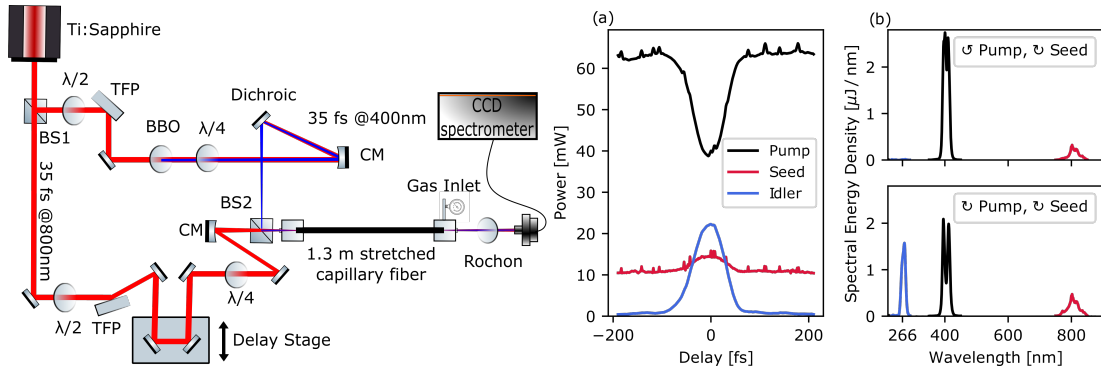 Ti:Sapphire
λ/2
TFP
BS1
BBO
λ/4
Dichroic
35 fs @400nm
CM
CCD
spectrometer
35 fs @800nm
BS2
Gas Inlet
CM
1.3 m stretched
capillary fiber
Rochon
λ/2
TFP
λ/4
Delay Stage
(a)
Power [mW]
60
50
40
30
20
10
0
Pump
Seed
Idler
−200
0
200
Delay [fs]
(b)
Spectral Energy Density [μJ / nm]
2
1
0
↺ Pump, ↻ Seed
2
1
0
↻ Pump, ↻ Seed
266
400
600
800
Wavelength [nm]